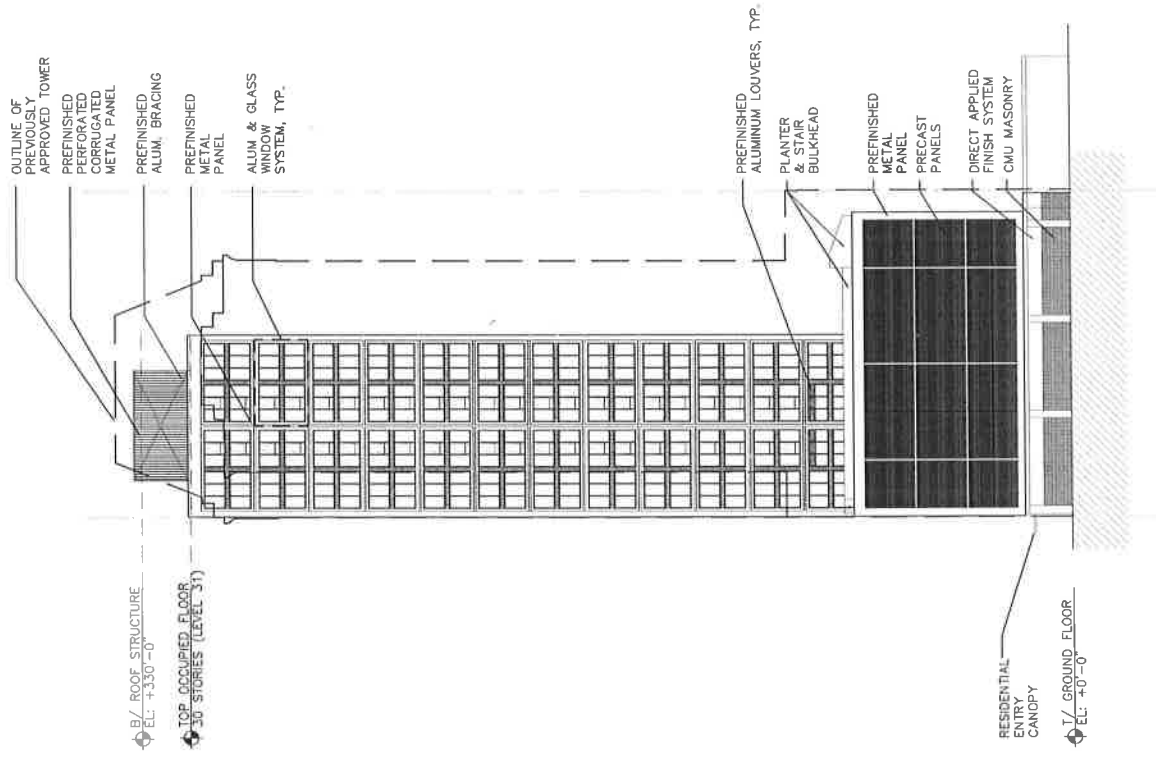 OUTLINE OF
PREVIOUSLY
APPROVED TOWER
PREFINISHED
PERFORATED
CORRUGATED
METAL PANEL
PREFINISHED
ALUM. BRACING
PREFINISHED
METAL
PANEL
ALUM & GLASS
WINDOW
SYSTEM, TYP.
PREFINISHED
ALUMINUM LOUVERS, TYP.
PLANTER
& STAIR
BULKHEAD
PREFINISHED
METAL
PANEL
PRECAST
PANELS
DIRECT APPLIED
FINISH SYSTEM
CMU MASONRY
B/ ROOF STRUCTURE
EL: +330'-0"
TOP OCCUPIED FLOOR
30 STORIES (LEVEL 31)
RESIDENTIAL
ENTRY
CANOPY
T/ GROUND FLOOR
EL: +0'-0"